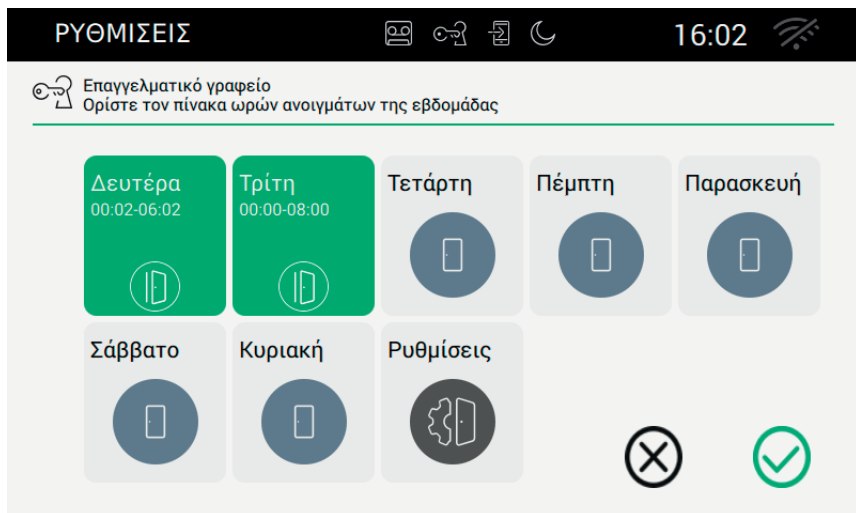 ΡΥΘΜΙΣΕΙΣ 16:02
Επαγγελματικό γραφείο
Ορίστε τον πίνακα ωρών ανοιγμάτων της εβδομάδας
Δευτέρα Τρίτη Τετάρτη Πέμπτη Παρασκευή
00:02-06:02 00:00-08:00
Σάββατο Κυριακή Ρυθμίσεις